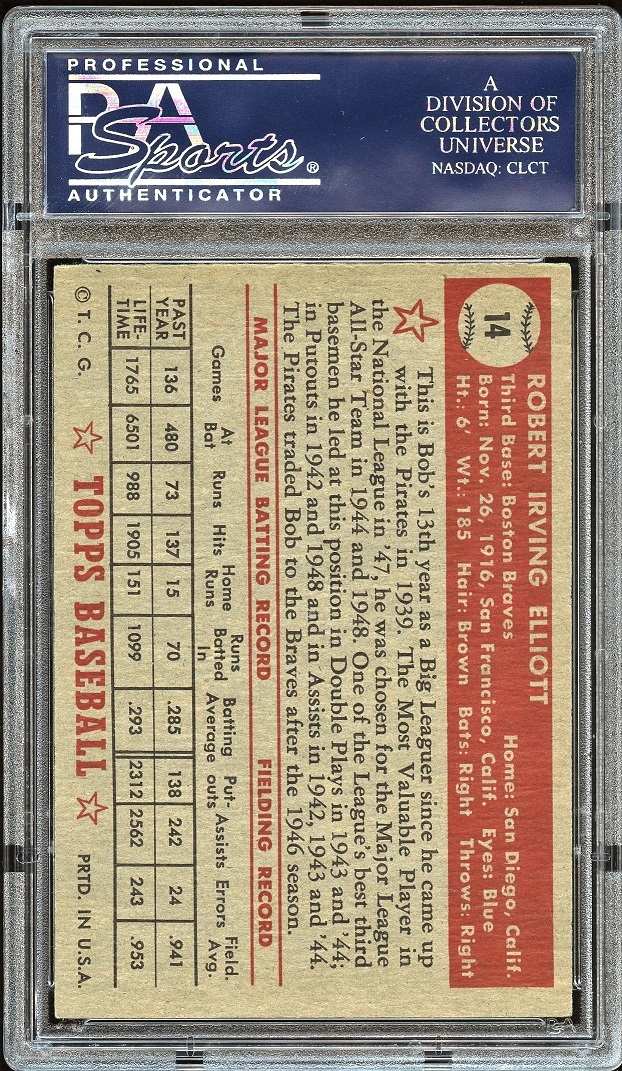 PROFESSIONAL
PSA
Sports®
AUTHENTICATOR
A
DIVISION OF
COLLECTORS
UNIVERSE
NASDAQ: CLCT
14
ROBERT IRVING ELLIOTT
Third Base: Boston Braves Home: San Diego, Calif.
Born: Nov. 26, 1916, San Francisco, Calif. Eyes: Blue
Ht.: 6' Wt.: 185 Hair: Brown Bats: Right Throws: Right
This is Bob's 13th year as a Big Leaguer since he came up
with the Pirates in 1939. The Most Valuable Player in
the National League in '47, he was chosen for the Major League
All-Star Team in 1944 and 1948. One of the League's best third
basemen he led at this position in Double Plays in 1943 and '44;
in Putouts in 1942 and 1948 and in Assists in 1942, 1943 and '44.
The Pirates traded Bob to the Braves after the 1946 season.
MAJOR LEAGUE BATTING RECORD FIELDING RECORD
Games At Bat Runs Hits Home Runs Runs Batted In Batting Average Put-outs Assists Errors Field. Avg.
PAST YEAR 136 480 73 137 15 70 .285 138 242 24 .941
LIFE-TIME 1765 6501 988 1905 151 1099 .293 2312 2562 243 .953
© T. C. G. TOPPS BASEBALL PRTD. IN U.S.A.